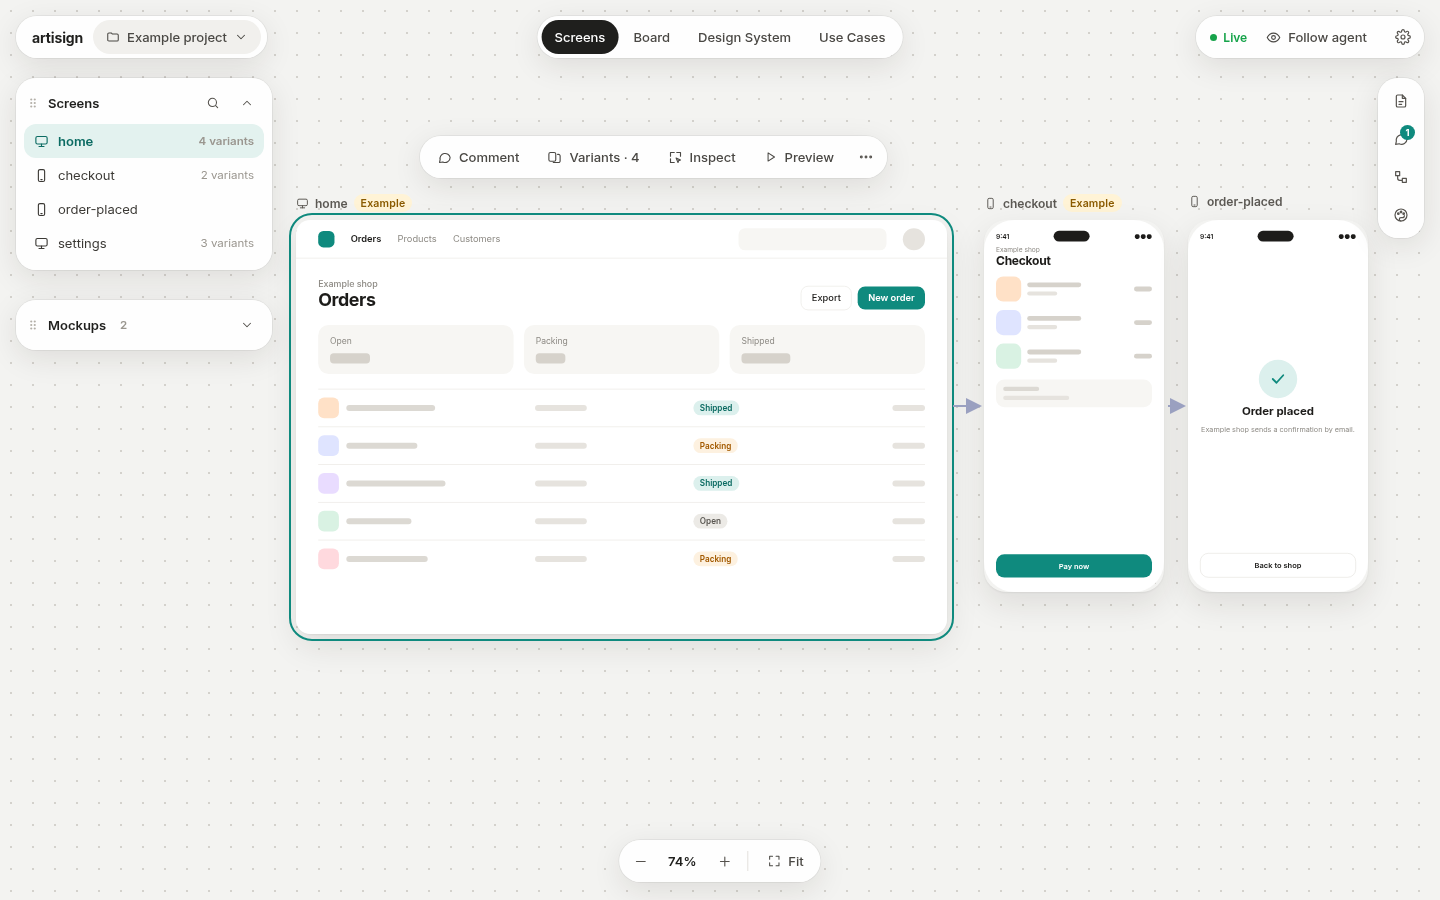 artisign
Example project
Screens
Board
Design System
Use Cases
Live
Follow agent
Screens
home
4 variants
checkout
2 variants
order-placed
settings
3 variants
Mockups
2
Comment
Variants · 4
Inspect
Preview
1
home
Example
Orders
Products
Customers
Example shop
Orders
Export
New order
Open
Packing
Shipped
Shipped
Packing
Shipped
Open
Packing
checkout
Example
9:41
Example shop
Checkout
Pay now
order-placed
9:41
Order placed
Example shop sends a confirmation by email.
Back to shop
74%
Fit